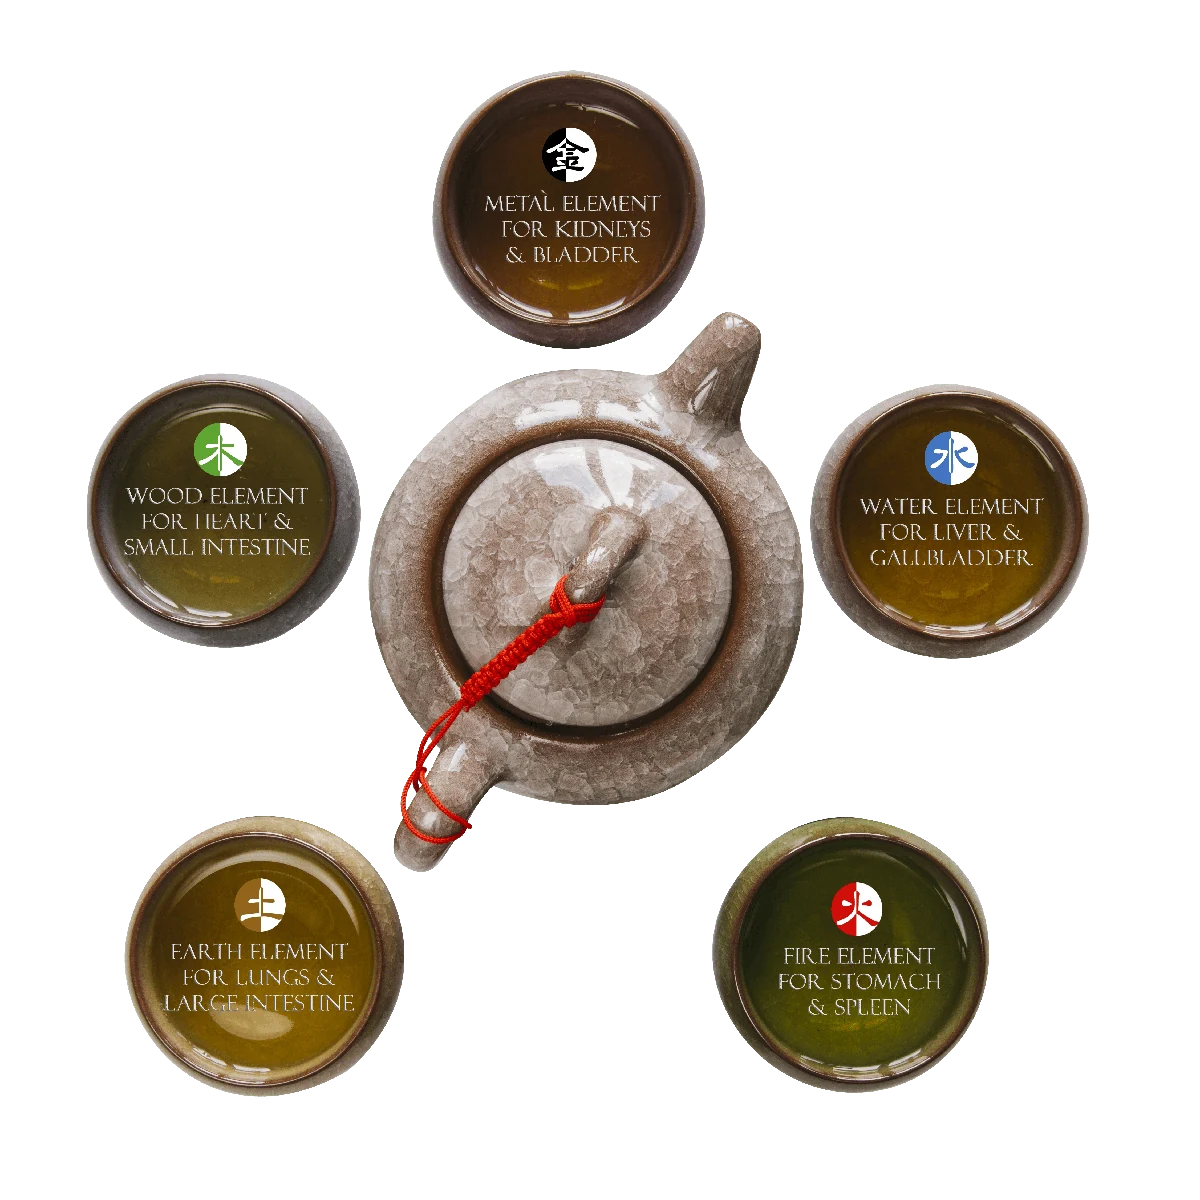 金
METAL ELEMENT
FOR KIDNEYS
& BLADDER
木
WOOD ELEMENT
FOR HEART &
SMALL INTESTINE
水
WATER ELEMENT
FOR LIVER &
GALLBLADDER
土
EARTH ELEMENT
FOR LUNGS &
LARGE INTESTINE
火
FIRE ELEMENT
FOR STOMACH
& SPLEEN